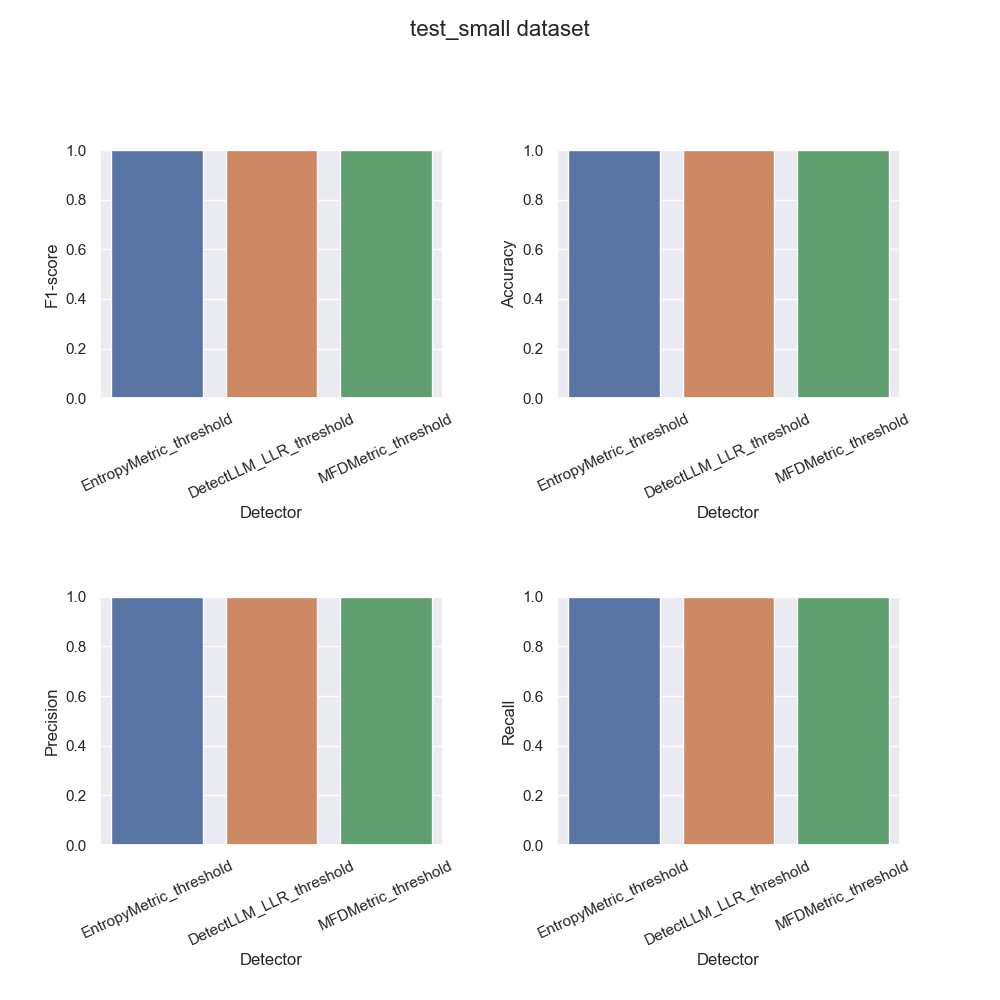 test_small dataset
1.0
0.8
0.6
0.4
0.2
0.0
F1-score
EntropyMetric_threshold
DetectLLM_LLR_threshold
MFDMetric_threshold
Detector
1.0
0.8
0.6
0.4
0.2
0.0
Accuracy
EntropyMetric_threshold
DetectLLM_LLR_threshold
MFDMetric_threshold
Detector
1.0
0.8
0.6
0.4
0.2
0.0
Precision
EntropyMetric_threshold
DetectLLM_LLR_threshold
MFDMetric_threshold
Detector
1.0
0.8
0.6
0.4
0.2
0.0
Recall
EntropyMetric_threshold
DetectLLM_LLR_threshold
MFDMetric_threshold
Detector